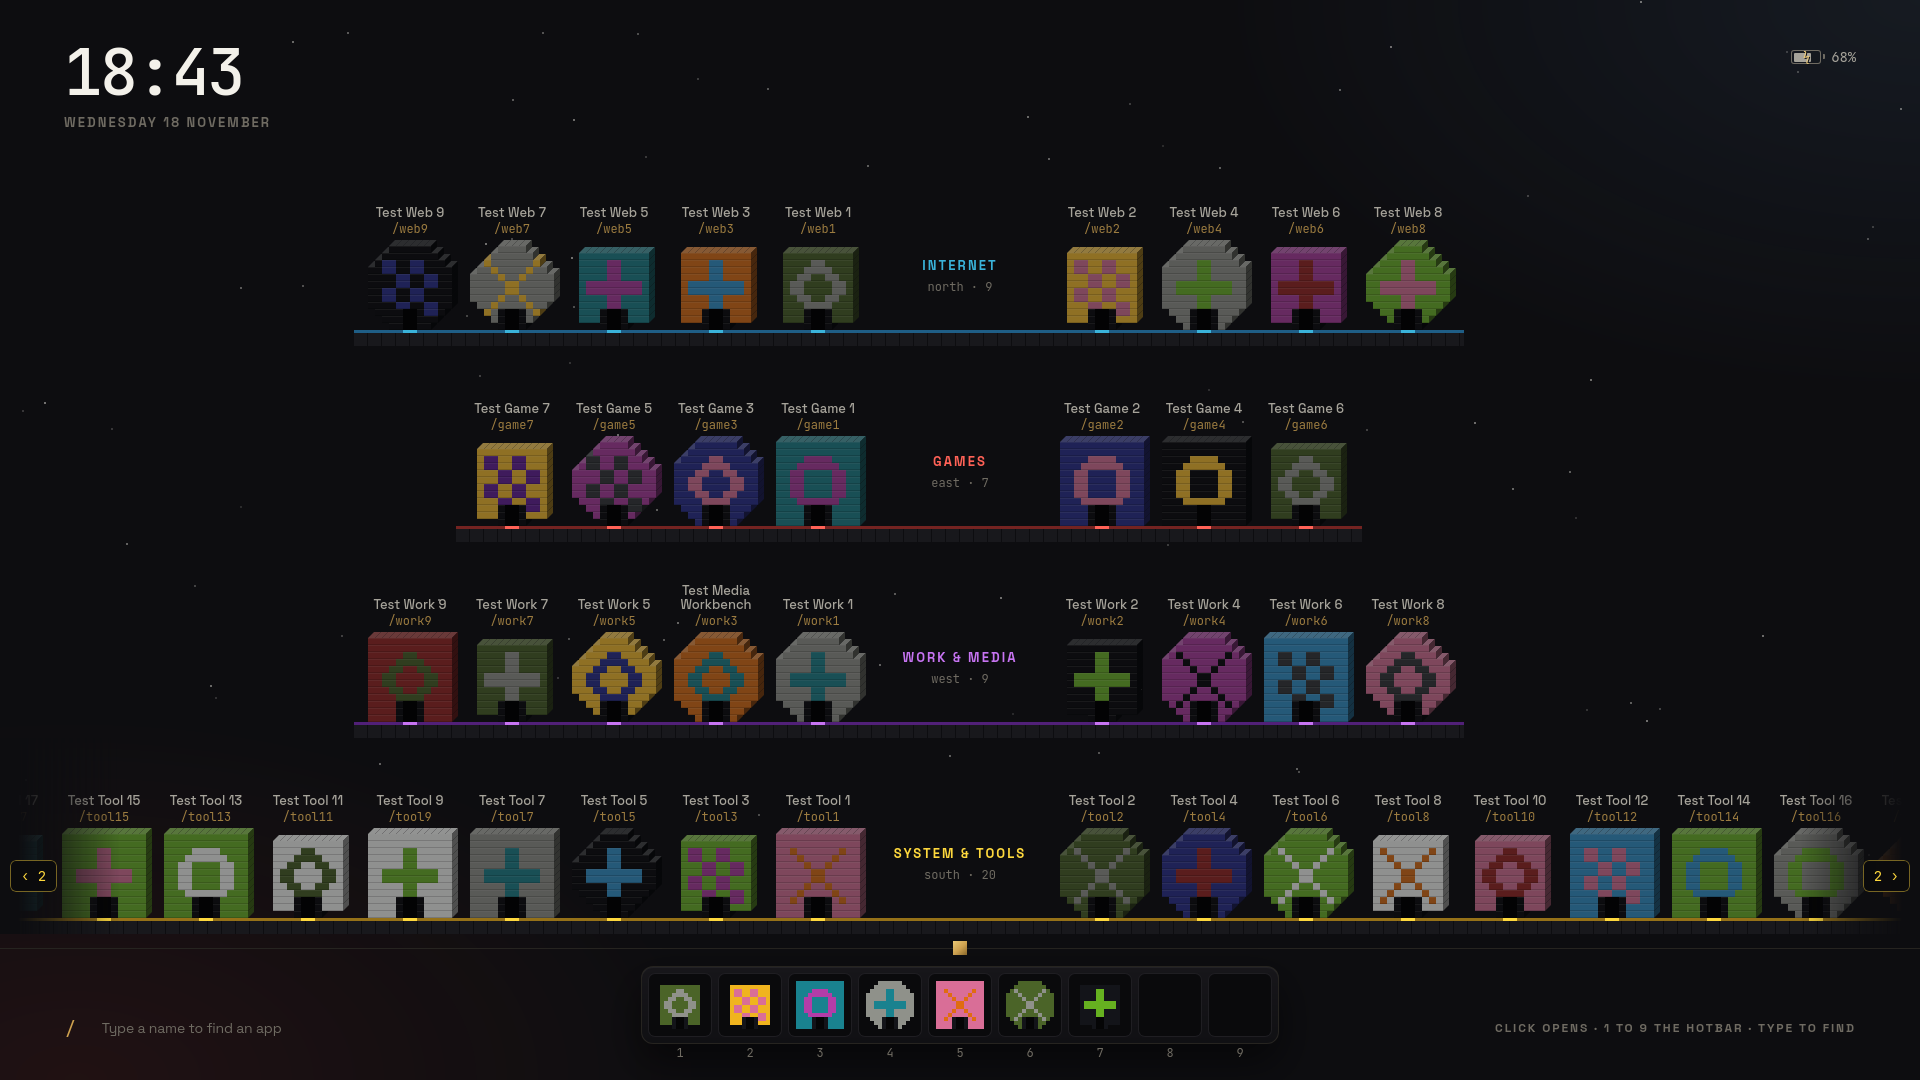 18:43
WEDNESDAY 18 NOVEMBER
68%
Test Web 9 Test Web 7 Test Web 5 Test Web 3 Test Web 1 Test Web 2 Test Web 4 Test Web 6 Test Web 8
/web9 /web7 /web5 /web3 /web1 /web2 /web4 /web6 /web8
INTERNET
north · 9
Test Game 7 Test Game 5 Test Game 3 Test Game 1 Test Game 2 Test Game 4 Test Game 6
/game7 /game5 /game3 /game1 /game2 /game4 /game6
GAMES
east · 7
Test Media
Test Work 9 Test Work 7 Test Work 5 Workbench Test Work 1 Test Work 2 Test Work 4 Test Work 6 Test Work 8
/work9 /work7 /work5 /work3 /work1 /work2 /work4 /work6 /work8
WORK & MEDIA
west · 9
17 Test Tool 15 Test Tool 13 Test Tool 11 Test Tool 9 Test Tool 7 Test Tool 5 Test Tool 3 Test Tool 1 Test Tool 2 Test Tool 4 Test Tool 6 Test Tool 8 Test Tool 10 Test Tool 12 Test Tool 14 Test Tool 16
/tool15 /tool13 /tool11 /tool9 /tool7 /tool5 /tool3 /tool1 /tool2 /tool4 /tool6 /tool8 /tool10 /tool12 /tool14 /tool16
SYSTEM & TOOLS
south · 20
‹ 2
2 ›
/ Type a name to find an app
1 2 3 4 5 6 7 8 9
CLICK OPENS · 1 TO 9 THE HOTBAR · TYPE TO FIND